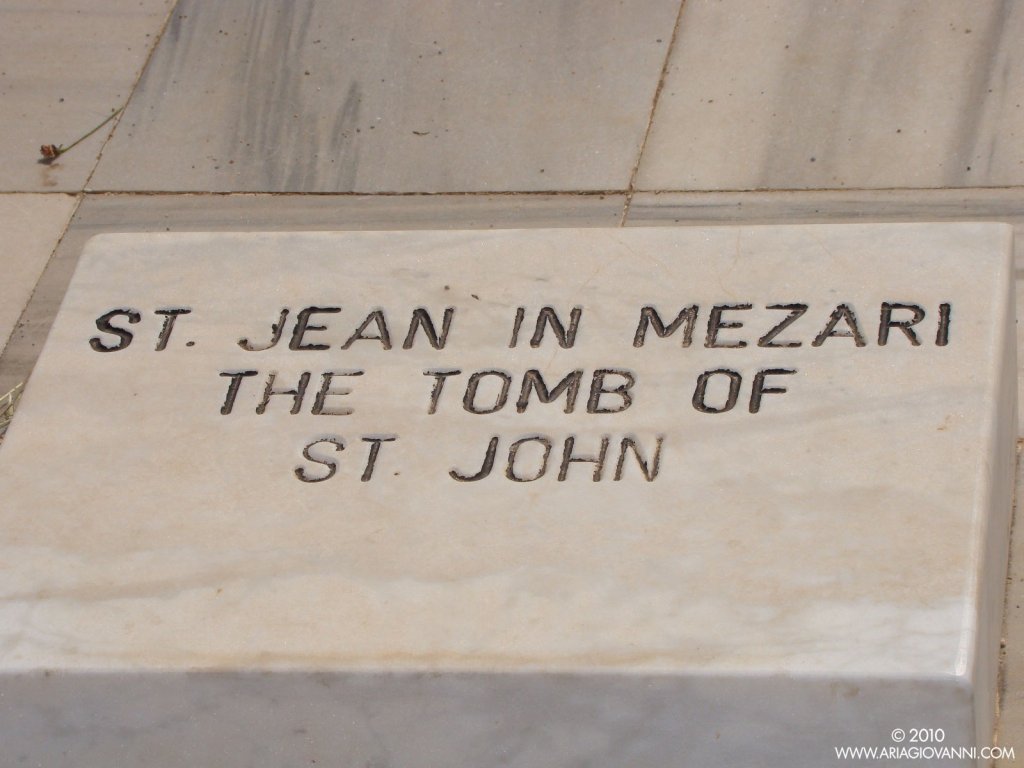 ST. JEAN IN MEZARI
THE TOMB OF
ST. JOHN
© 2010
WWW.ARIAGIOVANNI.COM